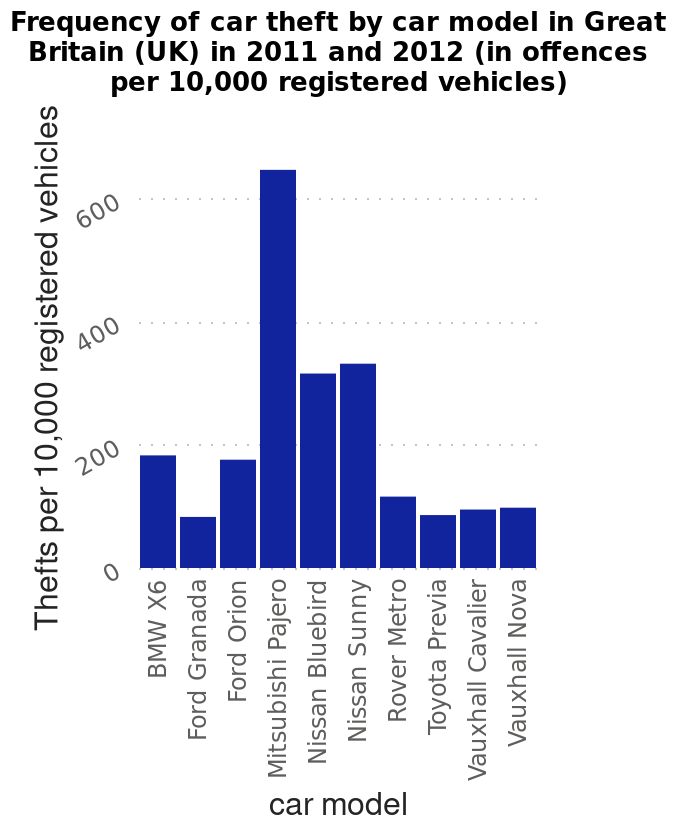 Frequency of car theft by car model in Great
Britain (UK) in 2011 and 2012 (in offences
per 10,000 registered vehicles)
Thefts per 10,000 registered vehicles
600
400
200
0
BMW X6
Ford Granada
Ford Orion
Mitsubishi Pajero
Nissan Bluebird
Nissan Sunny
Rover Metro
Toyota Previa
Vauxhall Cavalier
Vauxhall Nova
car model